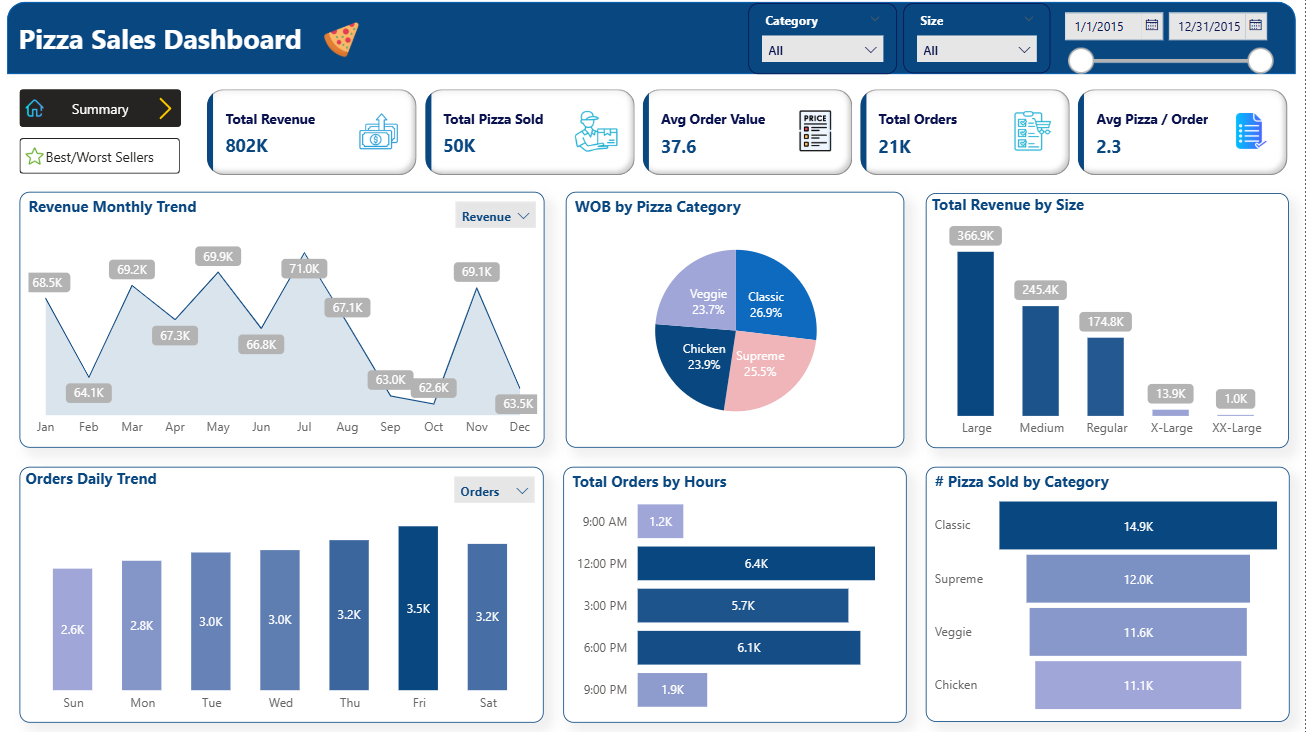 Pizza Sales Dashboard
Category
All
Size
All
1/1/2015
12/31/2015
Summary
Best/Worst Sellers
Total Revenue
802K
Total Pizza Sold
50K
Avg Order Value
37.6
PRICE
Total Orders
21K
Avg Pizza / Order
2.3
Revenue Monthly Trend
Revenue
68.5K
64.1K
69.2K
67.3K
69.9K
66.8K
71.0K
67.1K
63.0K
62.6K
69.1K
63.5K
Jan Feb Mar Apr May Jun Jul Aug Sep Oct Nov Dec
WOB by Pizza Category
Veggie
23.7%
Classic
26.9%
Chicken
23.9%
Supreme
25.5%
Total Revenue by Size
366.9K
245.4K
174.8K
13.9K
1.0K
Large Medium Regular X-Large XX-Large
Orders Daily Trend
Orders
2.6K
2.8K
3.0K
3.0K
3.2K
3.5K
3.2K
Sun Mon Tue Wed Thu Fri Sat
Total Orders by Hours
9:00 AM 1.2K
12:00 PM 6.4K
3:00 PM 5.7K
6:00 PM 6.1K
9:00 PM 1.9K
# Pizza Sold by Category
Classic 14.9K
Supreme 12.0K
Veggie 11.6K
Chicken 11.1K